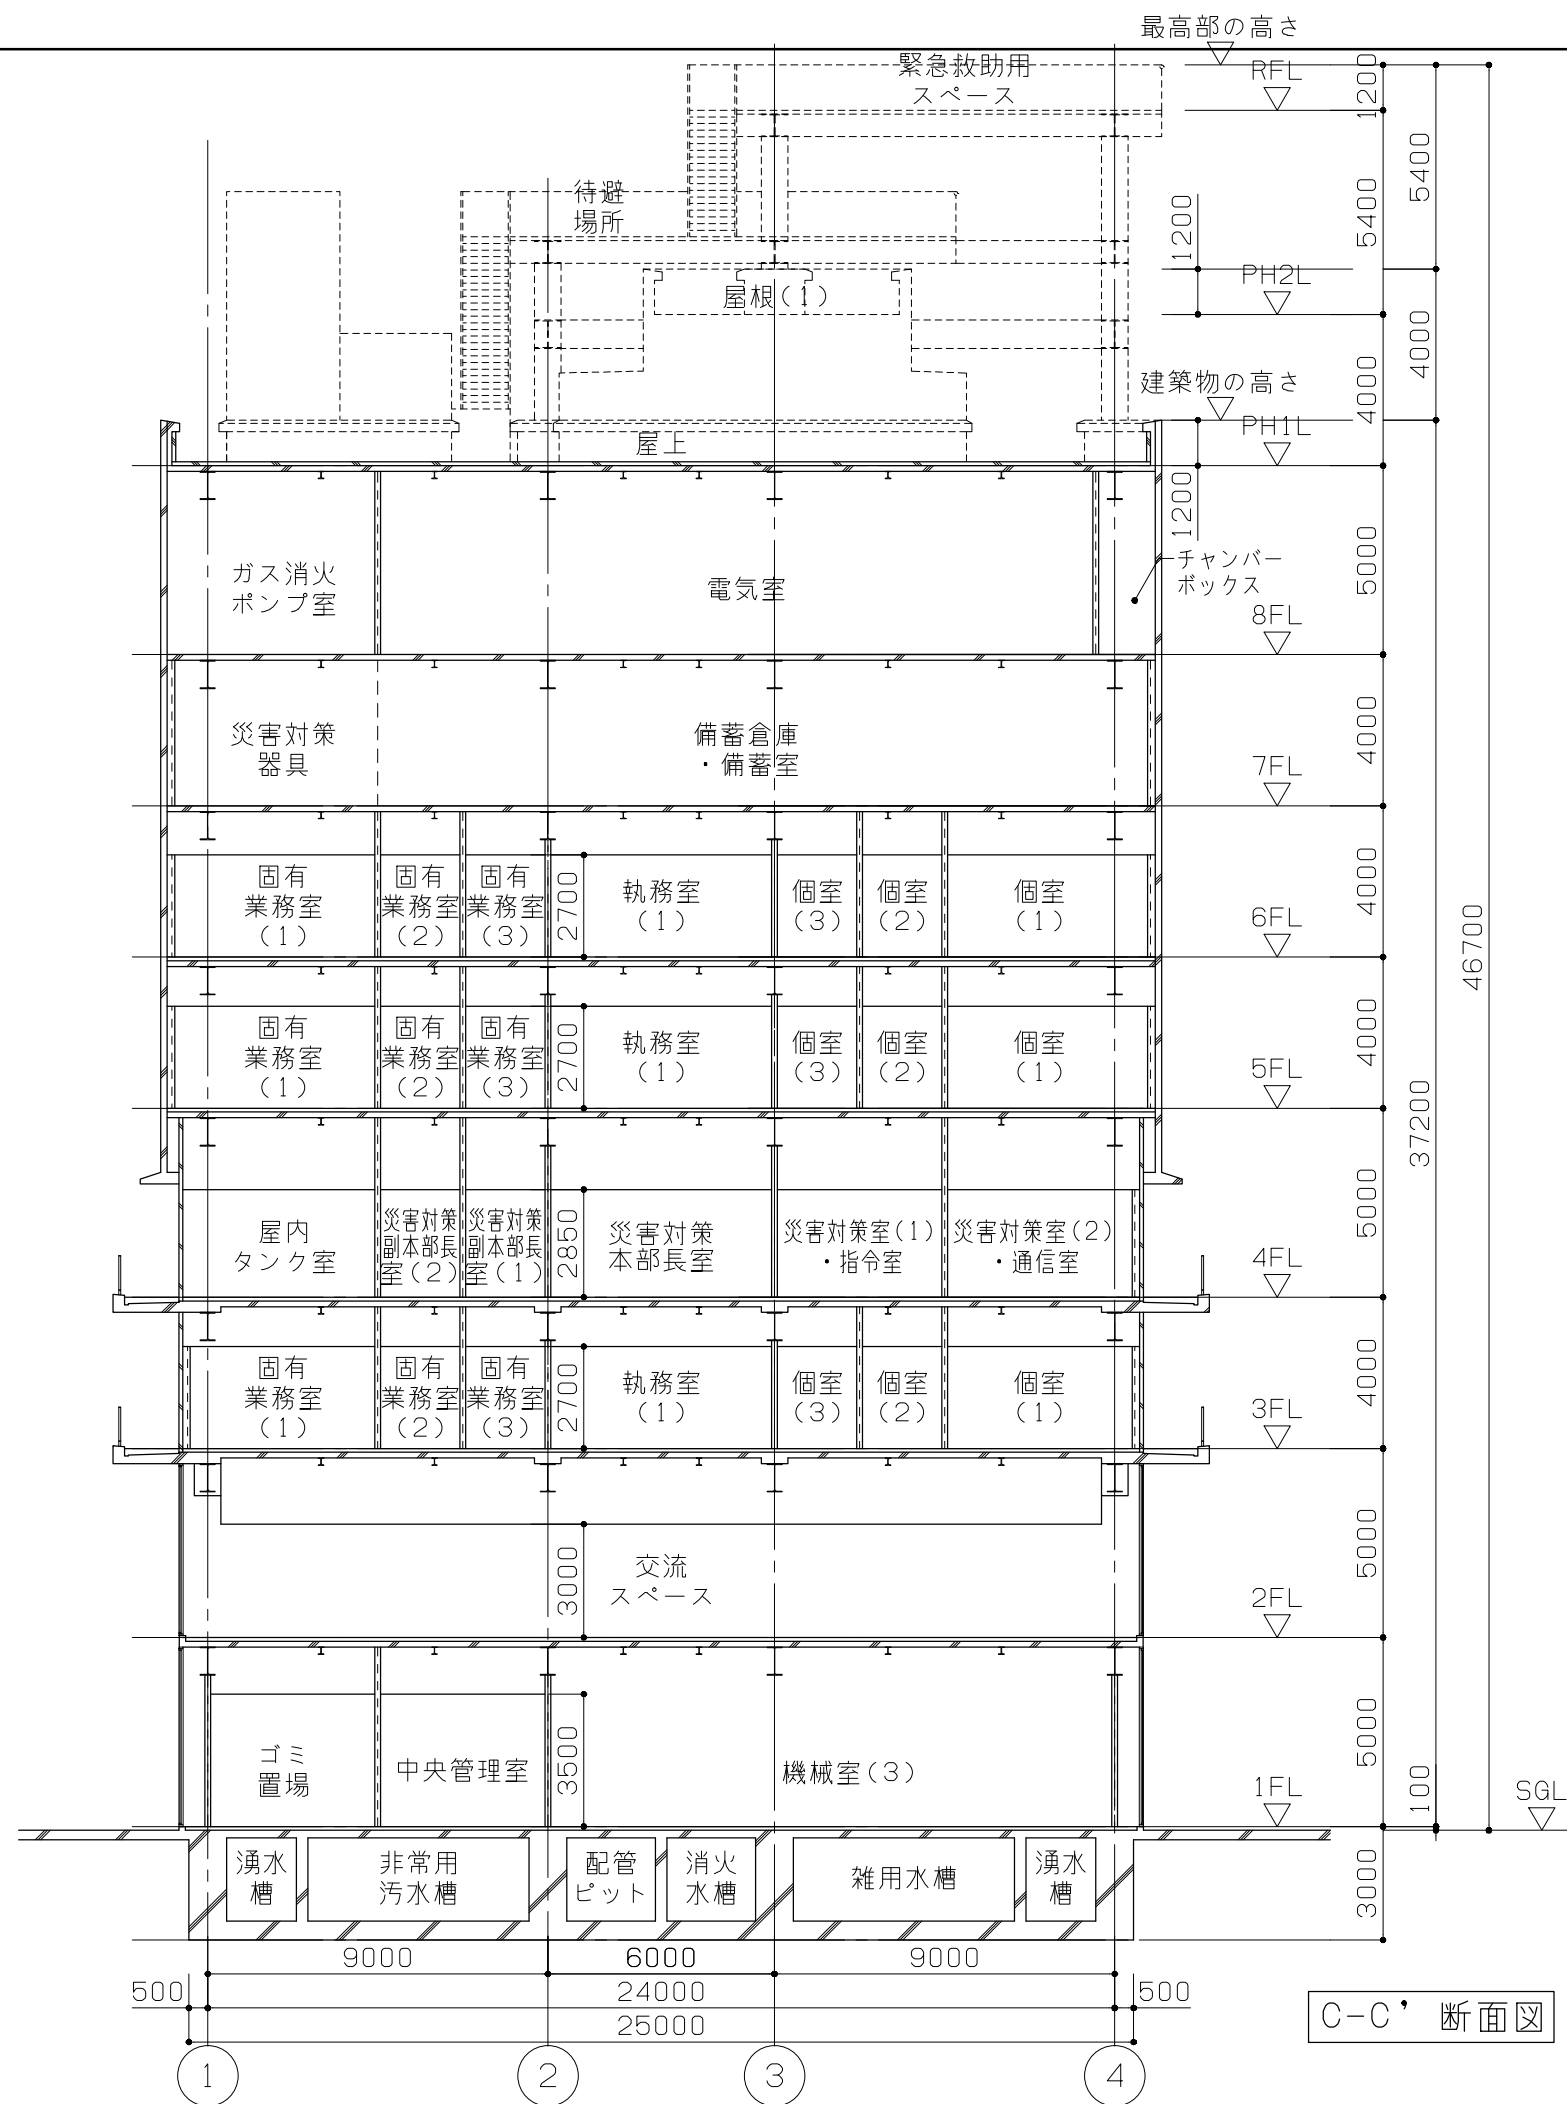 最高部の高さ
緊急救助用
スペース
RFL
1200
5400
待避
場所
1200
5400
PH2L
屋根(1)
4000
4000
建築物の高さ
PH1L
屋上
1200
チャンバー
ボックス
ガス消火
ポンプ室
電気室
5000
8FL
災害対策
器具
備蓄倉庫
・備蓄室
4000
7FL
固有
業務室
(1)
固有
業務室
(2)
固有
業務室
(3)
2700
執務室
(1)
個室
(3)
個室
(2)
個室
(1)
4000
6FL
46700
固有
業務室
(1)
固有
業務室
(2)
固有
業務室
(3)
2700
執務室
(1)
個室
(3)
個室
(2)
個室
(1)
4000
5FL
37200
屋内
タンク室
災害対策
副本部長
室(2)
災害対策
副本部長
室(1)
2850
災害対策
本部長室
災害対策室(1)
・指令室
災害対策室(2)
・通信室
5000
4FL
固有
業務室
(1)
固有
業務室
(2)
固有
業務室
(3)
2700
執務室
(1)
個室
(3)
個室
(2)
個室
(1)
4000
3FL
3000
交流
スペース
5000
2FL
ゴミ
置場
中央管理室
3500
機械室(3)
5000
1FL
100
SGL
湧水
槽
非常用
汚水槽
配管
ピット
消火
水槽
雑用水槽
湧水
槽
3000
9000
6000
9000
500
24000
500
25000
C-C' 断面図
1
2
3
4